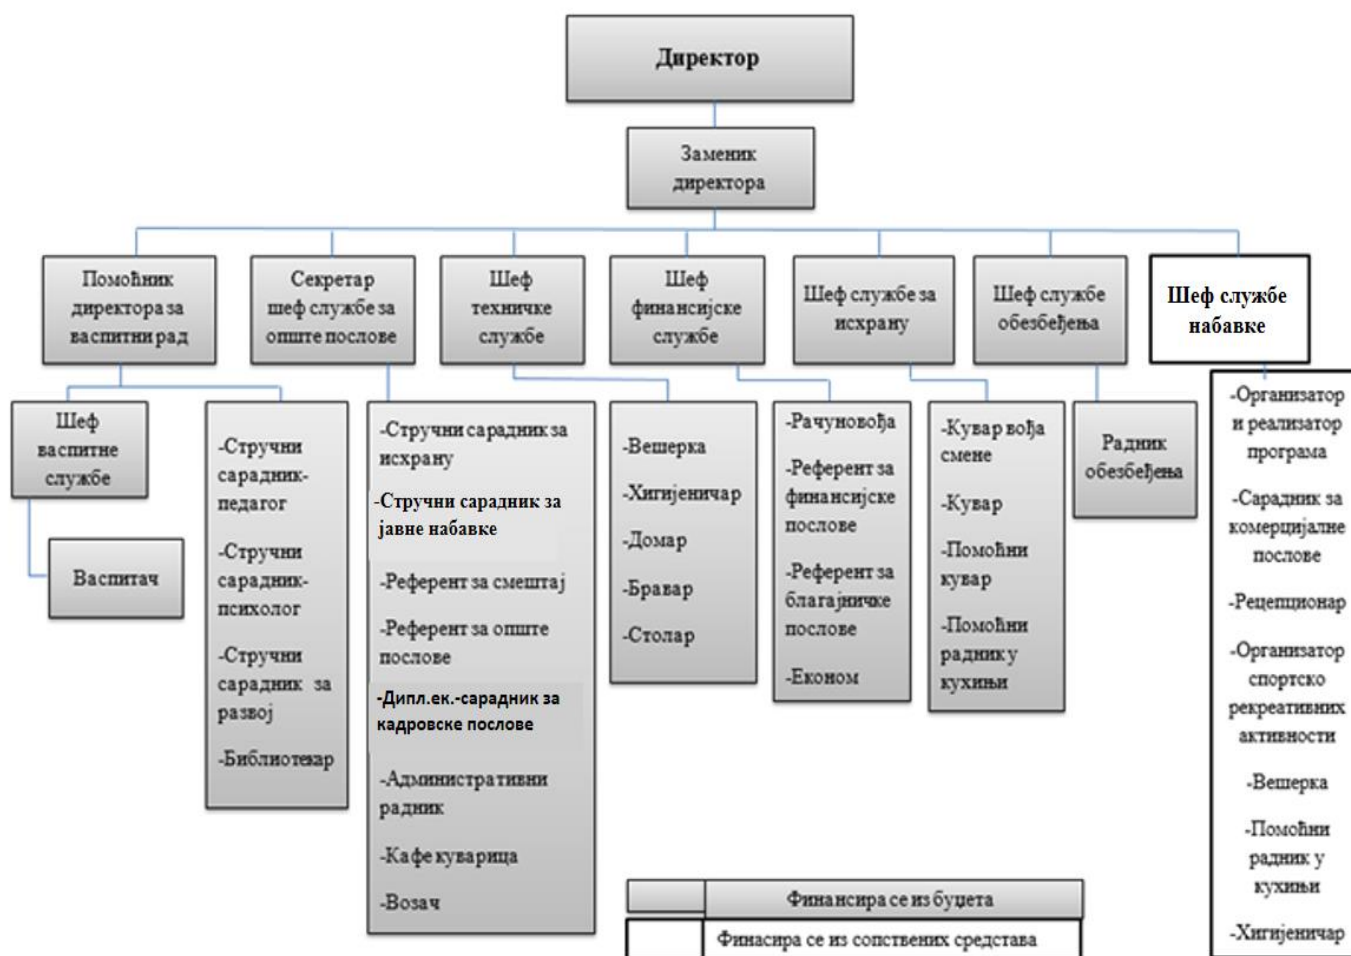 Директор
Заменик
директора
Помоћник
директора за
васпитни рад
Секретар
шеф службе за
опште послове
Шеф
техничке
службе
Шеф
финансијске
службе
Шеф службе за
исхрану
Шеф службе
обезбеђења
Шеф службе
набавке
Шеф
васпитне
службе
Васпитач
-Стручни
сарадник-
педагог
-Стручни
сарадник-
психолог
-Стручни
сарадник за
развој
-Библиотекар
-Стручни сарадник за
исхрану
-Стручни сарадник за
јавне набавке
-Референт за смештај
-Референт за опште
послове
-Дипл.ек.-сарадник за
кадровске послове
-Административни
радник
-Кафе куварица
-Возач
-Вешерка
-Хигијеничар
-Домар
-Бравар
-Столар
-Рачуновођа
-Референт за
финансијске
послове
-Референт за
благајничке
послове
-Економ
-Кувар вођа
смене
-Кувар
-Помоћни
кувар
-Помоћни
радник у
кухињи
Радник
обезбеђења
-Организатор
и реализатор
програма
-Сарадник за
комерцијалне
послове
-Рецепционар
-Организатор
спортско
рекреативних
активности
-Вешерка
-Помоћни
радник у
кухињи
-Хигијеничар
Финансира се из буџета
Финасира се из сопствених средстава